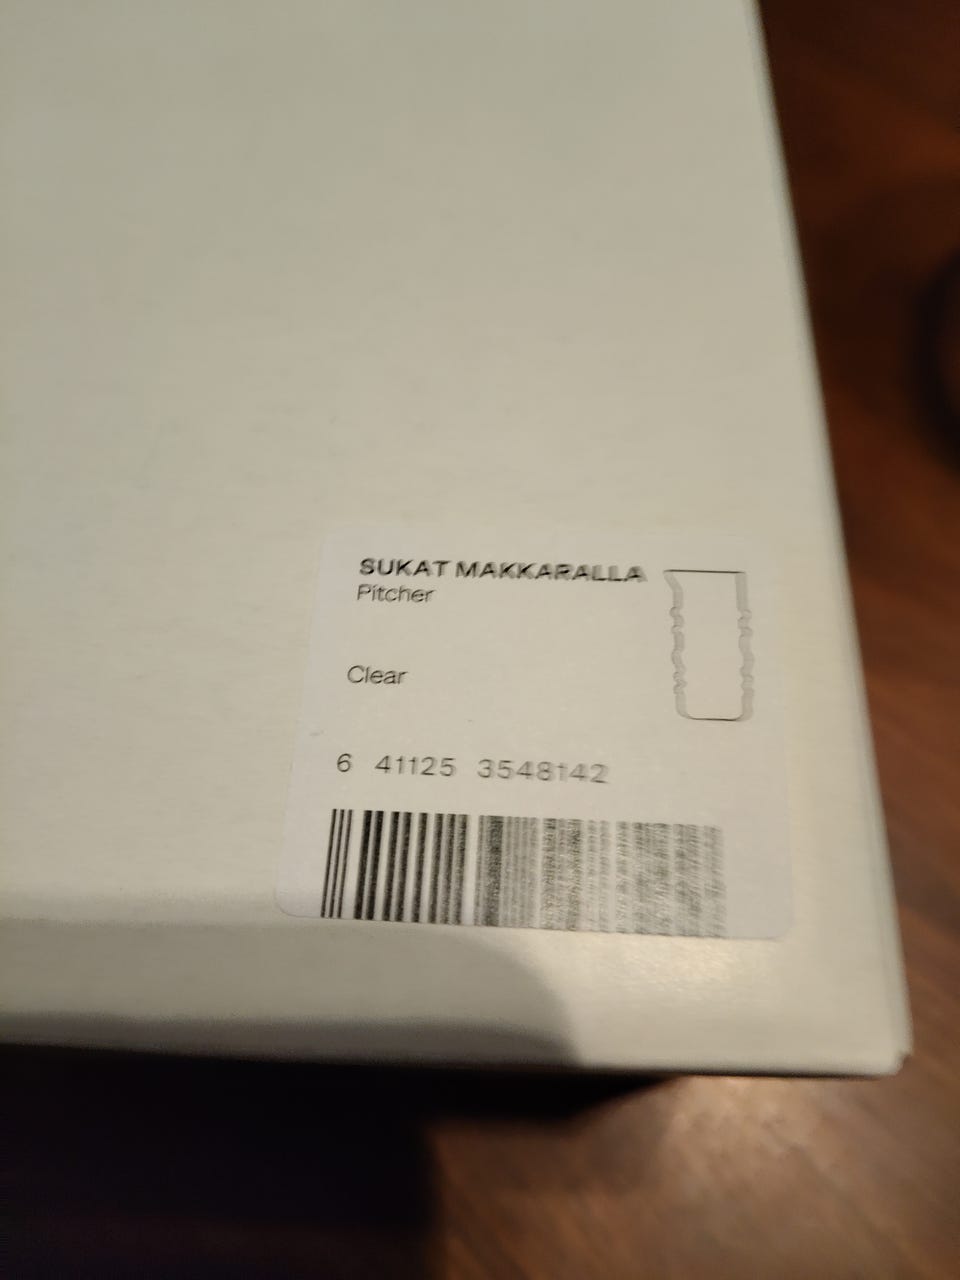 SUKAT MAKKARALLA
Pitcher
Clear
6 41125 3548142